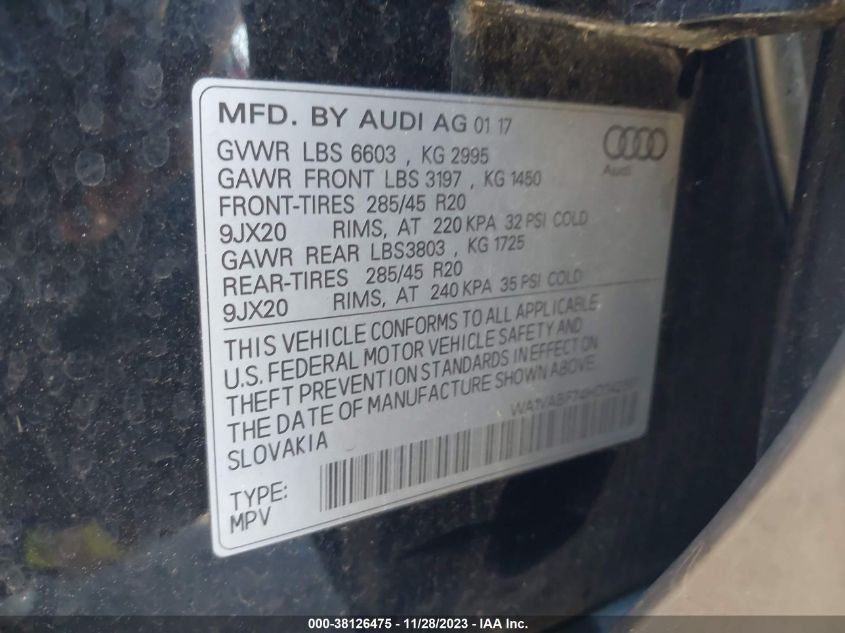 MFD. BY AUDI AG 01 17
GVWR LBS 6603 , KG 2995
GAWR FRONT LBS 3197 , KG 1450
FRONT-TIRES 285/45 R20
9JX20 RIMS, AT 220 KPA 32 PSI COLD
GAWR REAR LBS3803 , KG 1725
REAR-TIRES 285/45 R20
9JX20 RIMS, AT 240 KPA 35 PSI COLD
THIS VEHICLE CONFORMS TO ALL APPLICABLE
U.S. FEDERAL MOTOR VEHICLE SAFETY AND
THEFT PREVENTION STANDARDS IN EFFECT ON
THE DATE OF MANUFACTURE SHOWN ABOVE.
SLOVAKIA
TYPE:
MPV
Audi
000-38126475 - 11/28/2023 - IAA Inc.